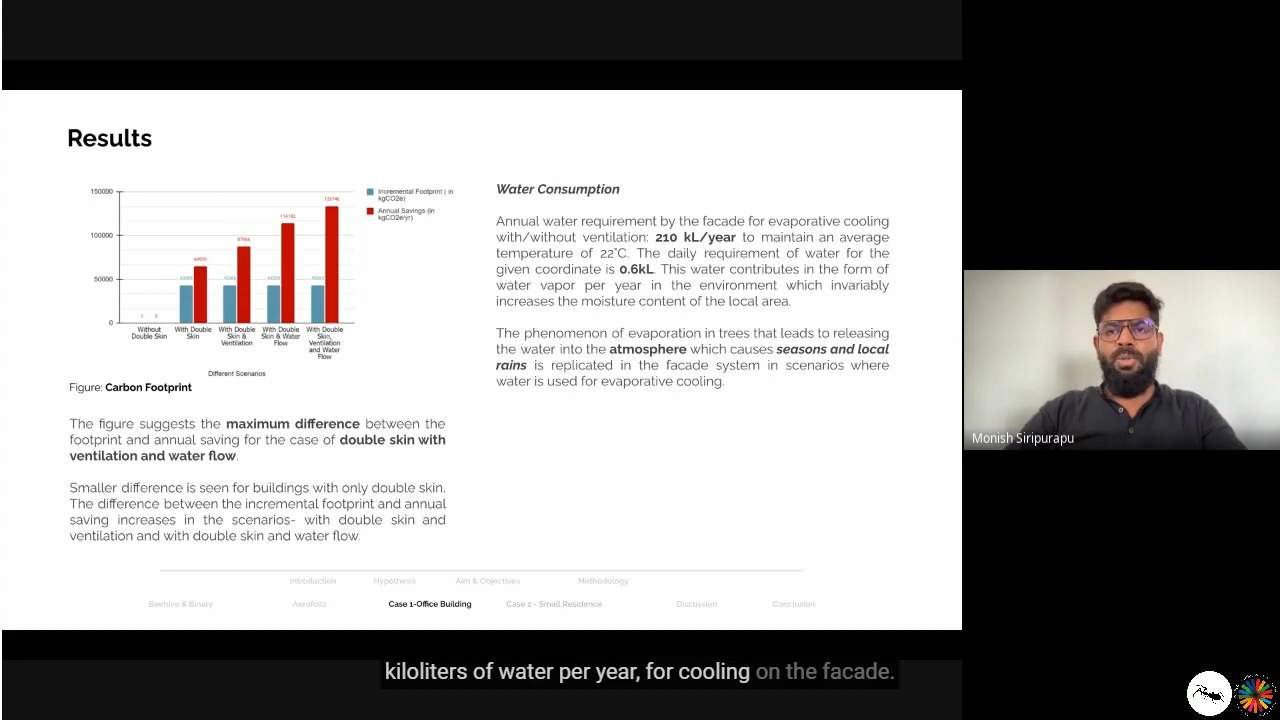 Results
150000
100000
50000
0
0 0
133746
Incremental Footprint ( in
kgCO2e)
Annual Savings (in
kgCO2e/yr)
Without
Double Skin
With Double
Skin
With Double
Skin &
Ventilation
With Double
Skin & Water
Flow
With Double
Skin,
Ventilation
and Water
Flow
Different Scenarios
Figure: Carbon Footprint
The figure suggests the maximum difference between the
footprint and annual saving for the case of double skin with
ventilation and water flow.
Smaller difference is seen for buildings with only double skin.
The difference between the incremental footprint and annual
saving increases in the scenarios- with double skin and
ventilation and with double skin and water flow.
Water Consumption
Annual water requirement by the facade for evaporative cooling
with/without ventilation: 210 kL/year to maintain an average
temperature of 22°C. The daily requirement of water for the
given coordinate is 0.6kL. This water contributes in the form of
water vapor per year in the environment which invariably
increases the moisture content of the local area.
The phenomenon of evaporation in trees that leads to releasing
the water into the atmosphere which causes seasons and local
rains is replicated in the facade system in scenarios where
water is used for evaporative cooling.
Introduction Hypothesis Aim & Objectives Methodology
Beehive & Binary Aerofoils Case 1-Office Building Case 2 - Small Residence Discussion Conclusion
Monish Siripurapu
kiloliters of water per year, for cooling on the facade.